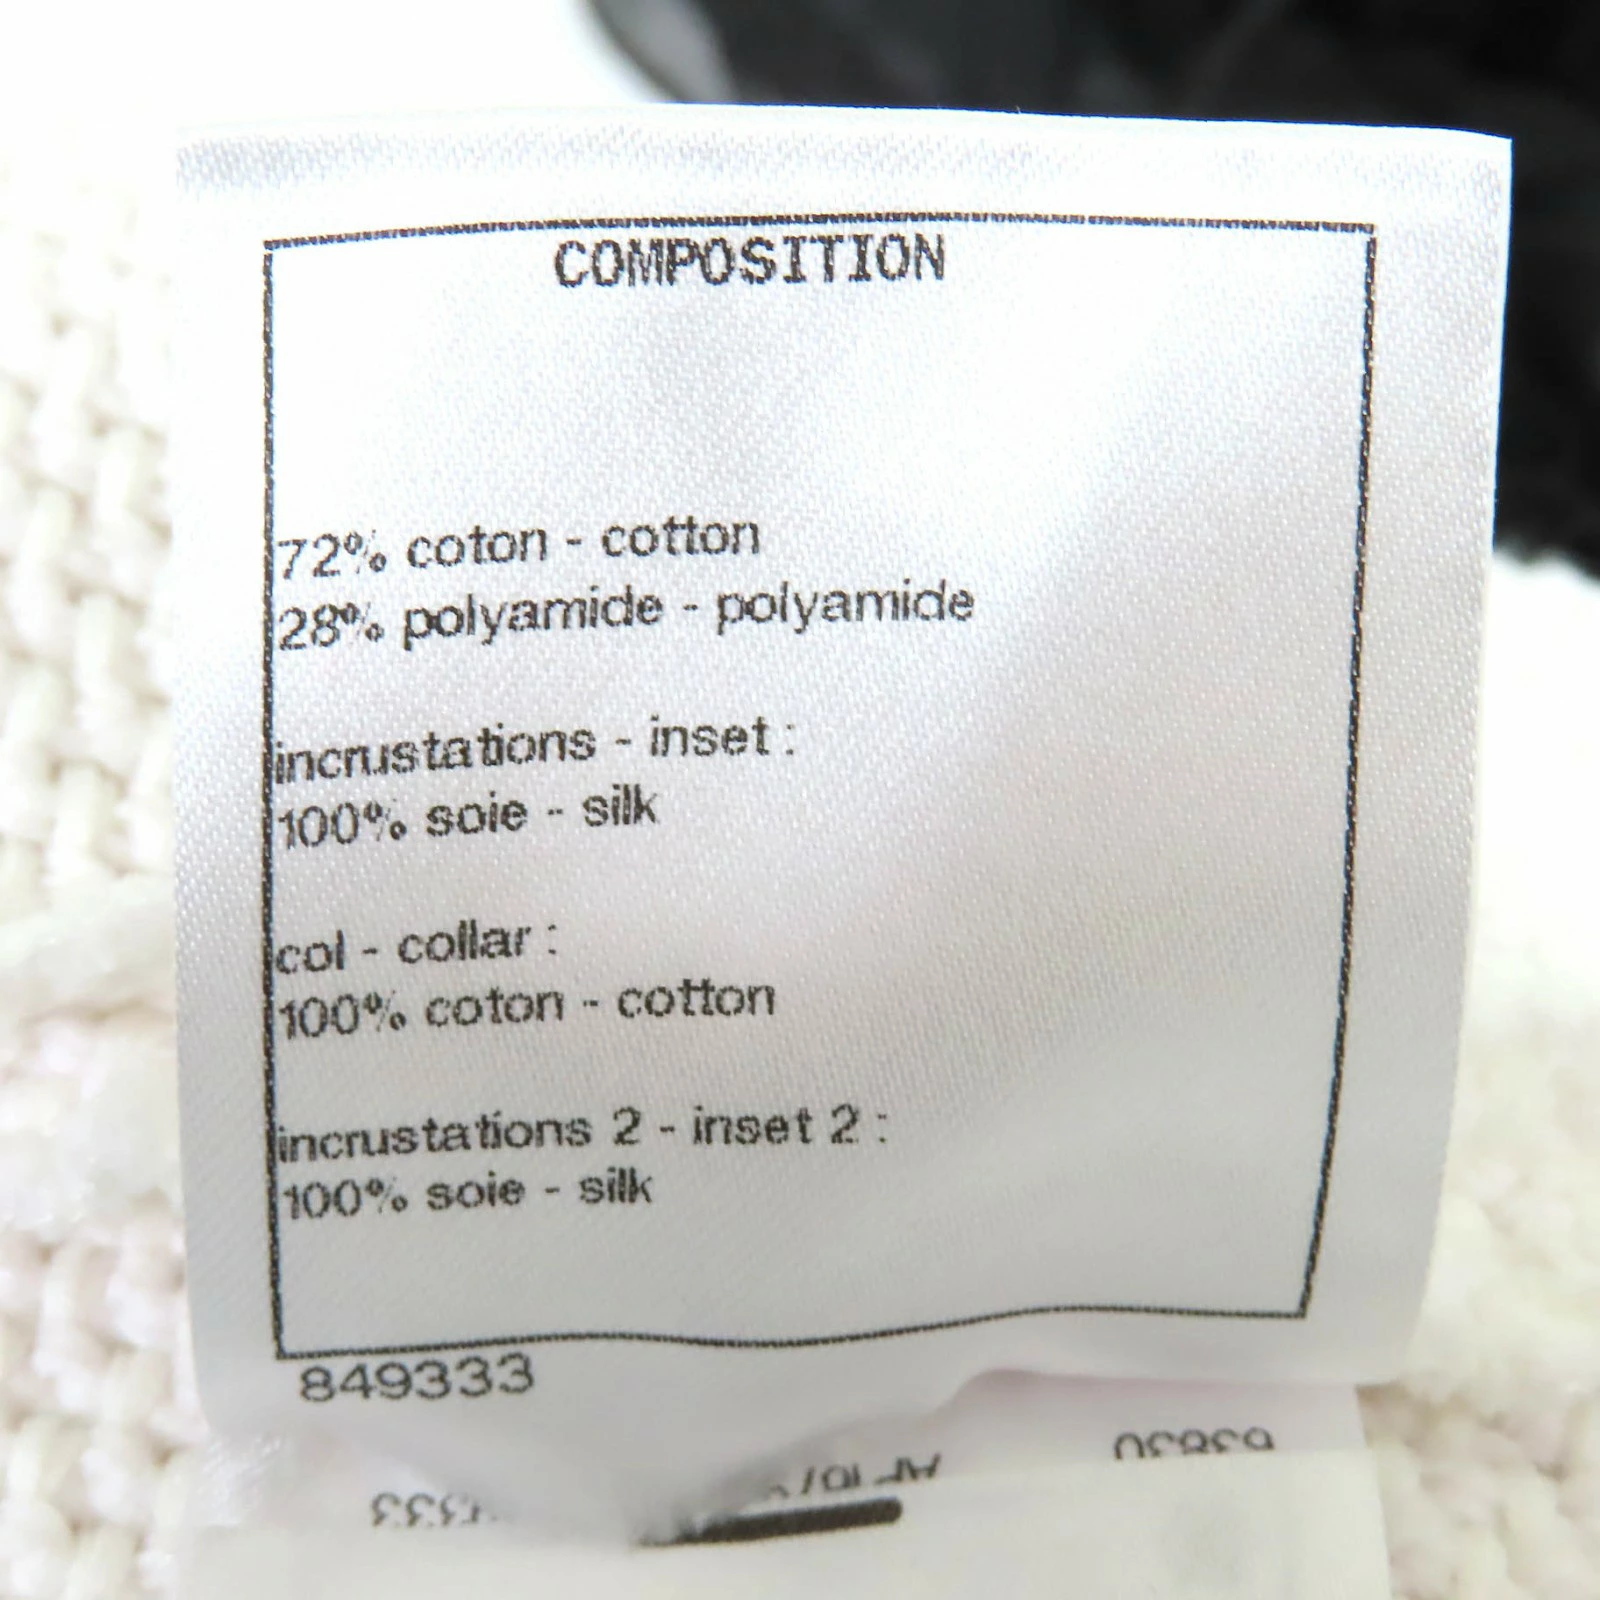 COMPOSITION
72% coton - cotton
28% polyamide - polyamide
incrustations - inset :
100% soie - silk
col - collar :
100% coton - cotton
incrustations 2 - inset 2 :
100% soie - silk
849333